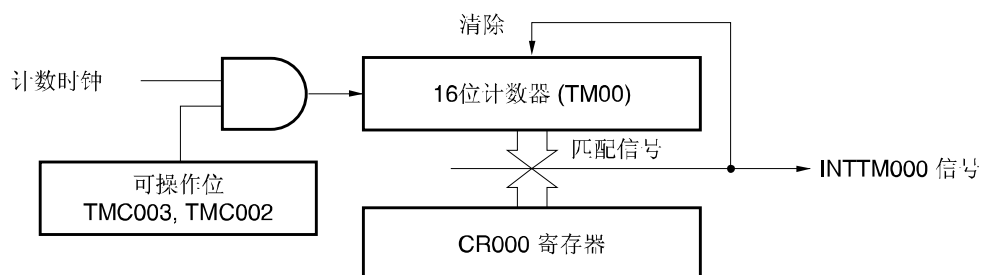 清除
计数时钟
16位计数器 (TM00)
匹配信号
INTTM000 信号
可操作位
TMC003, TMC002
CR000 寄存器